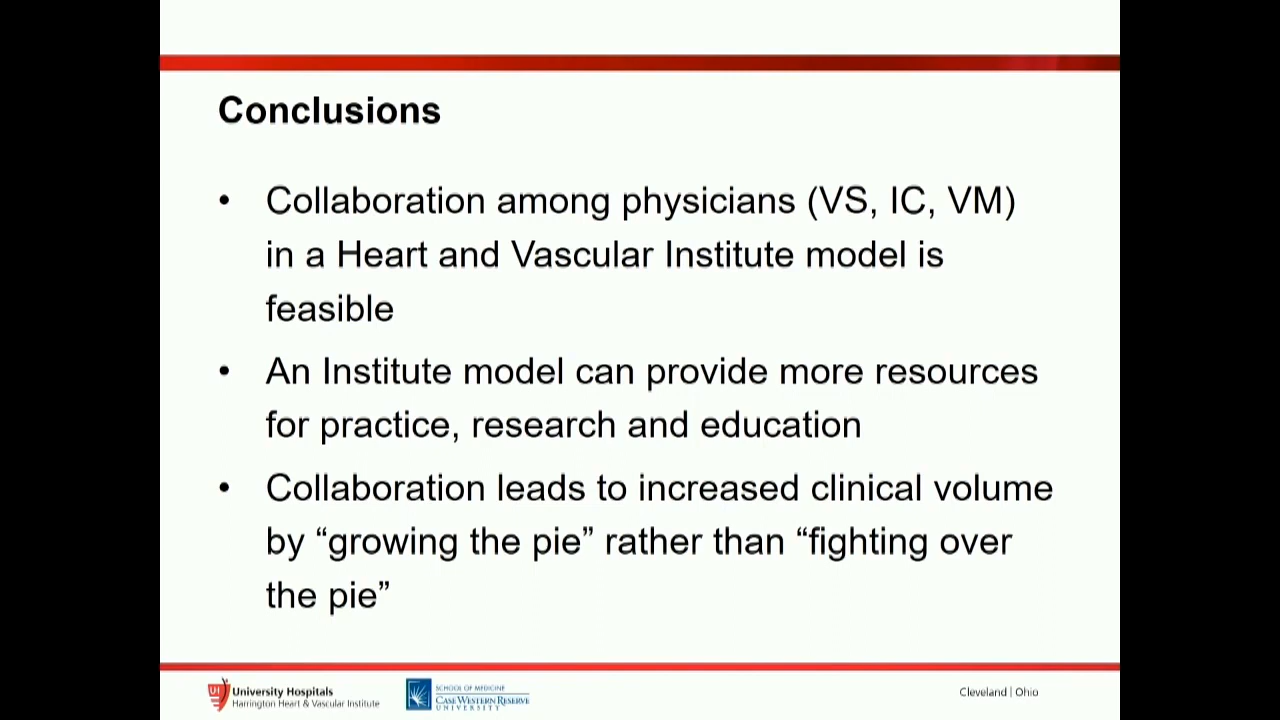 Conclusions
• Collaboration among physicians (VS, IC, VM)
in a Heart and Vascular Institute model is
feasible
• An Institute model can provide more resources
for practice, research and education
• Collaboration leads to increased clinical volume
by “growing the pie” rather than “fighting over
the pie”
UH University Hospitals
Harrington Heart & Vascular Institute
SCHOOL OF MEDICINE
CASE WESTERN RESERVE
UNIVERSITY
Cleveland | Ohio